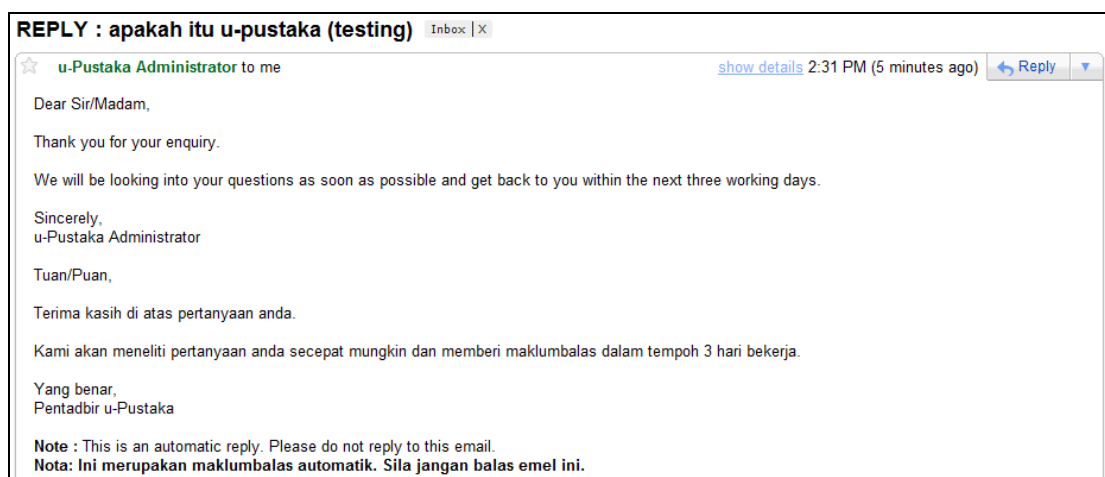 REPLY : apakah itu u-pustaka (testing) Inbox | X
u-Pustaka Administrator to me show details 2:31 PM (5 minutes ago) Reply
Dear Sir/Madam,
Thank you for your enquiry.
We will be looking into your questions as soon as possible and get back to you within the next three working days.
Sincerely,
u-Pustaka Administrator
Tuan/Puan,
Terima kasih di atas pertanyaan anda.
Kami akan meneliti pertanyaan anda secepat mungkin dan memberi maklumbalas dalam tempoh 3 hari bekerja.
Yang benar,
Pentadbir u-Pustaka
Note : This is an automatic reply. Please do not reply to this email.
Nota: Ini merupakan maklumbalas automatik. Sila jangan balas emel ini.